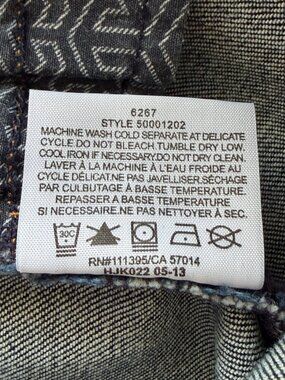 6267
STYLE 50001202
MACHINE WASH COLD SEPARATE AT DELICATE
CYCLE.DO NOT BLEACH TUMBLE DRY LOW.
COOL IRON IF NECESSARY.DO NOT DRY CLEAN.
LAVER À LA MACHINE À L'EAU FROIDE AU
CYCLE DÉLICAT.NE PAS JAVELLISER.SÉCHAGE
PAR CULBUTAGE À BASSE TEMPERATURE.
REPASSER À BASSE TEMPERATURE
SI NECESSAIRE.NE PAS NETTOYER À SEC.
30C
RN#111395/CA 57014
HJK022 05-13